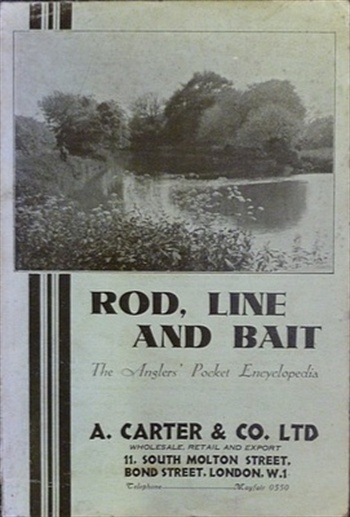 ROD, LINE
AND BAIT
The Anglers' Pocket Encyclopedia
A. CARTER & CO. LTD
WHOLESALE, RETAIL AND EXPORT
11, SOUTH MOLTON STREET,
BOND STREET, LONDON, W.1
Telephone Mayfair 0330